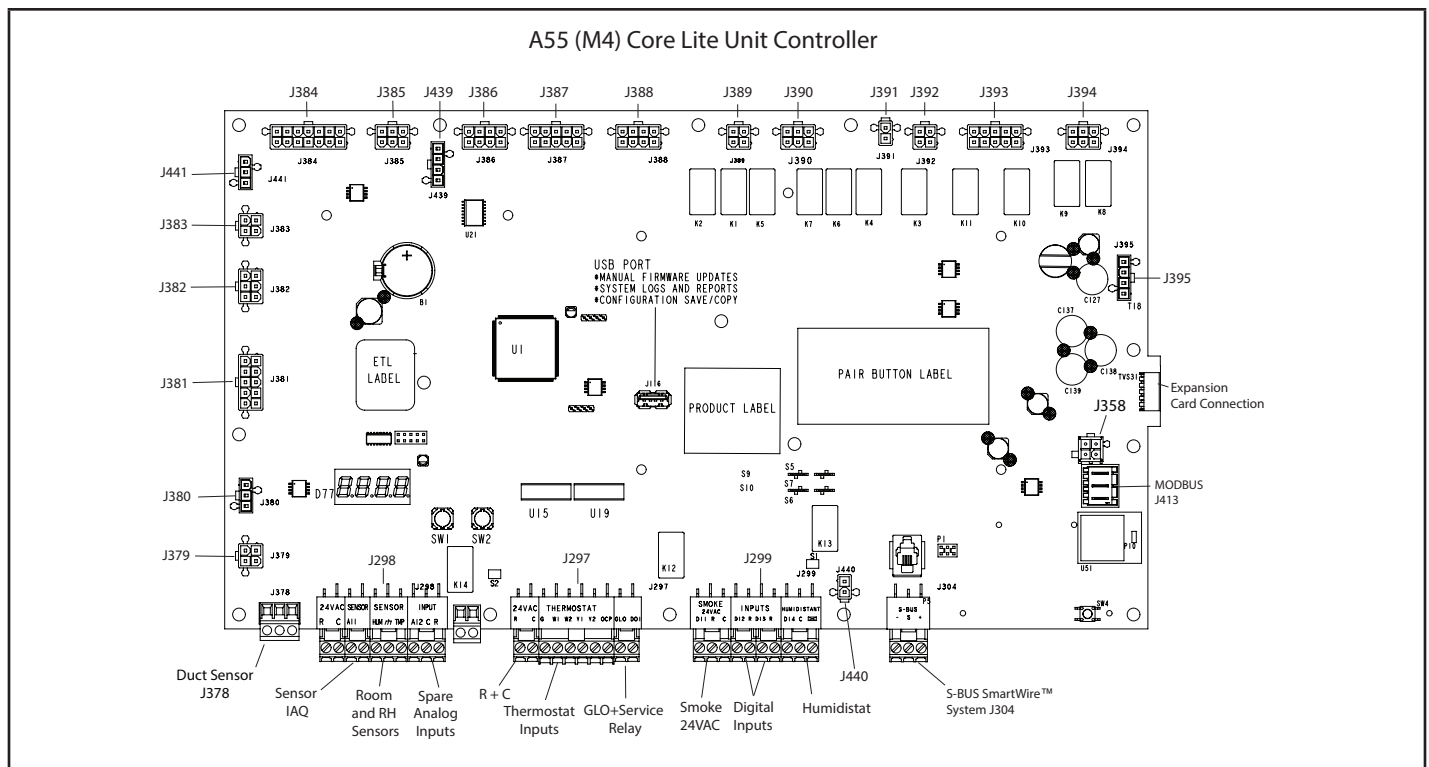 A55 (M4) Core Lite Unit Controller
J384 J385 J439 J386 J387 J388 J389 J390 J391 J392 J393 J394
J384 J385 J386 J387 J388 J389 J390 J391 J392 J393 J394
J441
J441
J439
K2 K1 K5 K7 K6 K4 K3 K11 K10 K9 K8
J383
J383
U21
USB PORT
*MANUAL FIRMWARE UPDATES
*SYSTEM LOGS AND REPORTS
*CONFIGURATION SAVE/COPY
J395
J395
J382
J382
+
B1
C127
T18
C137
U1
ETL
LABEL
PAIR BUTTON LABEL
C138
C139
TVS31
J381
J381
J116
PRODUCT LABEL
Expansion
Card Connection
J358
S9
S10
S5
S7
S6
MODBUS
J413
J380
J380
D77
U15 U19
SW1 SW2
K13
P1
P10
U51
J379
J379
J298
J297
J299
K14
S2
K12
S1
J299
J440
J304
J378
J298
J297
P5
SW4
24VAC
R C
SENSOR
AI1
SENSOR
HUM TMP
INPUT
AI2 C R
24VAC
R C
THERMOSTAT
G W1 W2 Y1 Y2 OCP
GLO DO1
SMOKE
24VAC
DI1 R C
INPUTS
DI2 R DI3 R
HUMIDISTANT
DI4 C
S-BUS
- S +
Duct Sensor
J378
Sensor
IAQ
Room
and RH
Sensors
Spare
Analog
Inputs
R + C
Thermostat
Inputs
GLO+Service
Relay
Smoke
24VAC
Digital
Inputs
Humidistat
J440
S-BUS SmartWire™
System J304